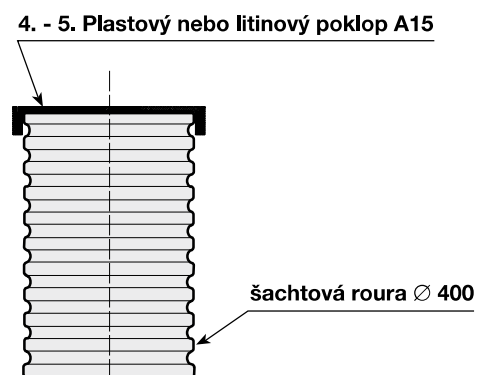 4. - 5. Plastový nebo litinový poklop A15
šachtová roura ∅ 400